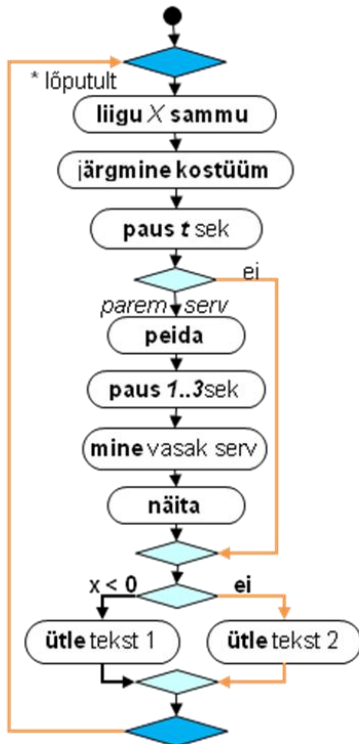 * lõputult
liigu X sammu
järgmine kostüüm
paus t sek
ei
parem serv
peida
paus 1..3sek
mine vasak serv
näita
x < 0 ei
ütle tekst 1 ütle tekst 2